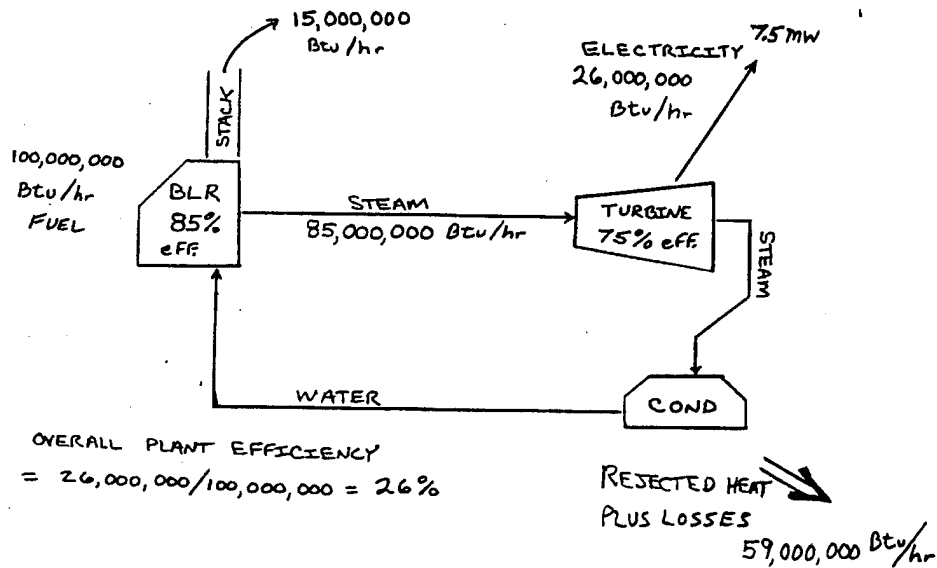 15,000,000
Btu/hr
STACK
7.5 MW
ELECTRICITY
26,000,000
Btu/hr
100,000,000
Btu/hr
FUEL
BLR
85%
eFF.
STEAM
85,000,000 Btu/hr
TURBINE
75% eFF.
STEAM
WATER
COND
OVERALL PLANT EFFICIENCY
= 26,000,000/100,000,000 = 26%
REJECTED HEAT
PLUS LOSSES
59,000,000 Btu/hr